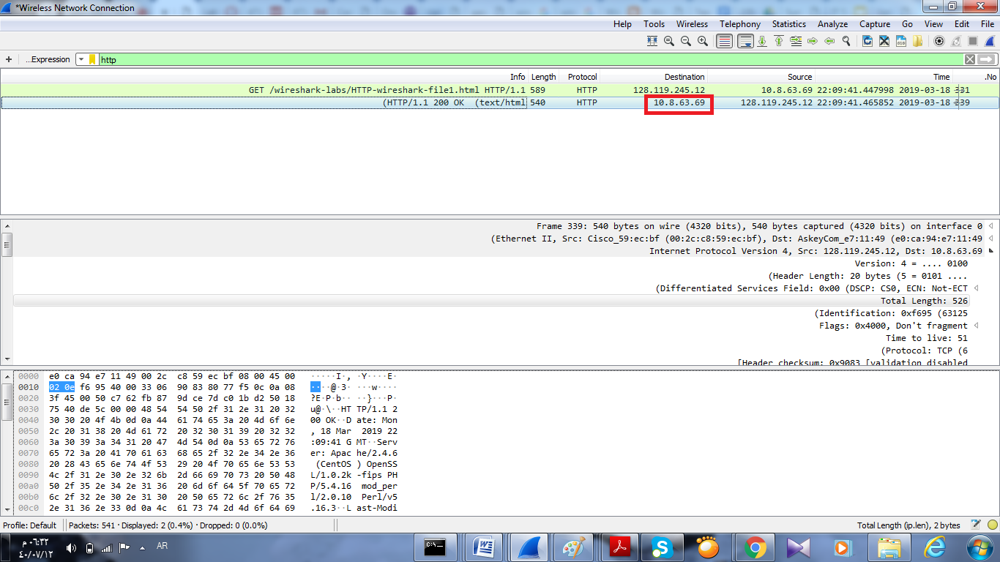 *Wireless Network Connection
Help Tools Wireless Telephony Statistics Analyze Capture Go View Edit File
+ ...Expression http
Info Length Protocol Destination Source Time .No
GET /wireshark-labs/HTTP-wireshark-file1.html HTTP/1.1 589 HTTP 128.119.245.12 10.8.63.69 22:09:41.447998 2019-03-18 331
(HTTP/1.1 200 OK (text/html 540 HTTP 10.8.63.69 128.119.245.12 22:09:41.465852 2019-03-18 339
Frame 339: 540 bytes on wire (4320 bits), 540 bytes captured (4320 bits) on interface 0
(Ethernet II, Src: Cisco_59:ec:bf (00:2c:c8:59:ec:bf), Dst: AskeyCom_e7:11:49 (e0:ca:94:e7:11:49
Internet Protocol Version 4, Src: 128.119.245.12, Dst: 10.8.63.69
Version: 4 = .... 0100
(Header Length: 20 bytes (5 = 0101 ....
(Differentiated Services Field: 0x00 (DSCP: CS0, ECN: Not-ECT
Total Length: 526
(Identification: 0xf695 (63125
Flags: 0x4000, Don't fragment
Time to live: 51
(Protocol: TCP (6
[Header checksum: 0x9083 [validation disabled
0000 e0 ca 94 e7 11 49 00 2c c8 59 ec bf 08 00 45 00 ·····I·, ·Y····E·
0010 02 0e f6 95 40 00 33 06 90 83 80 77 f5 0c 0a 08 ····@·3· ···w····
0020 3f 45 00 50 c7 62 fb 87 9d ce 7d c0 1b d2 50 18 ?E·P·b·· ··}···P·
0030 75 40 de 5c 00 00 48 54 54 50 2f 31 2e 31 20 32 u@·\··HT TP/1.1 2
0040 30 30 20 4f 4b 0d 0a 44 61 74 65 3a 20 4d 6f 6e 00 OK··D ate: Mon
0050 2c 20 31 38 20 4d 61 72 20 32 30 31 39 20 32 32 , 18 Mar 2019 22
0060 3a 30 39 3a 34 31 20 47 4d 54 0d 0a 53 65 72 76 :09:41 G MT··Serv
0070 65 72 3a 20 41 70 61 63 68 65 2f 32 2e 34 2e 36 er: Apac he/2.4.6
0080 20 28 43 65 6e 74 4f 53 29 20 4f 70 65 6e 53 53 (CentOS ) OpenSS
0090 4c 2f 31 2e 30 2e 32 6b 2d 66 69 70 73 20 50 48 L/1.0.2k -fips PH
00a0 50 2f 35 2e 34 2e 31 36 20 6d 6f 64 5f 70 65 72 P/5.4.16 mod_per
00b0 6c 2f 32 2e 30 2e 31 30 20 50 65 72 6c 2f 76 35 l/2.0.10 Perl/v5
00c0 2e 31 36 2e 33 0d 0a 4c 61 73 74 2d 4d 6f 64 69 .16.3··L ast-Modi
Profile: Default Packets: 541 · Displayed: 2 (0.4%) · Dropped: 0 (0.0%) Total Length (ip.len), 2 bytes
٠٦:٣٢ م AR
٤٠/٠٧/١٢